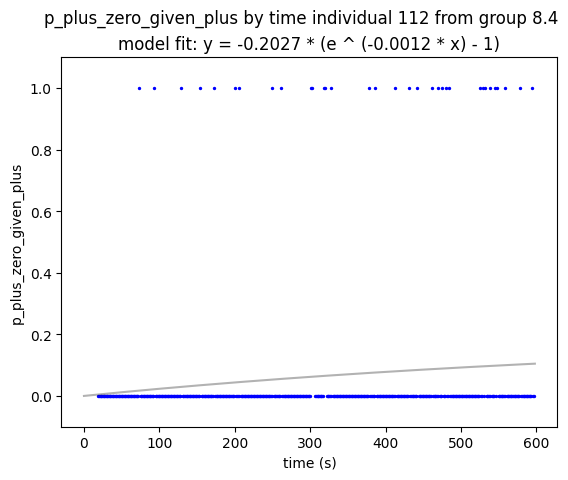 p_plus_zero_given_plus by time individual 112 from group 8.4
model fit: y = -0.2027 * (e ^ (-0.0012 * x) - 1)
1.0
0.8
0.6
0.4
0.2
0.0
p_plus_zero_given_plus
0 100 200 300 400 500 600
time (s)